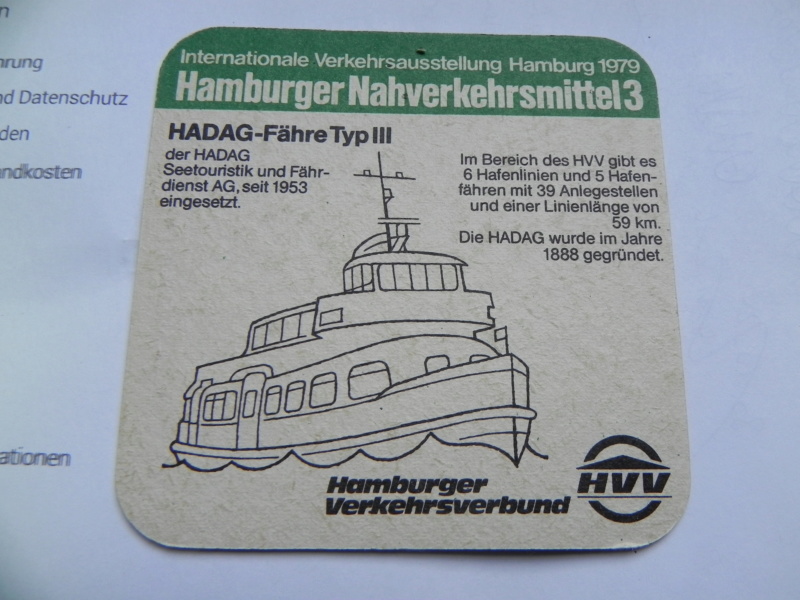 Internationale Verkehrsausstellung Hamburg 1979
Hamburger Nahverkehrsmittel 3
HADAG-Fähre Typ III
der HADAG
Seetouristik und Fähr-
dienst AG, seit 1953
eingesetzt.
Im Bereich des HVV gibt es
6 Hafenlinien und 5 Hafen-
fähren mit 39 Anlegestellen
und einer Linienlänge von
59 km.
Die HADAG wurde im Jahre
1888 gegründet.
Hamburger
Verkehrsverbund
HVV
nd Datenschutz